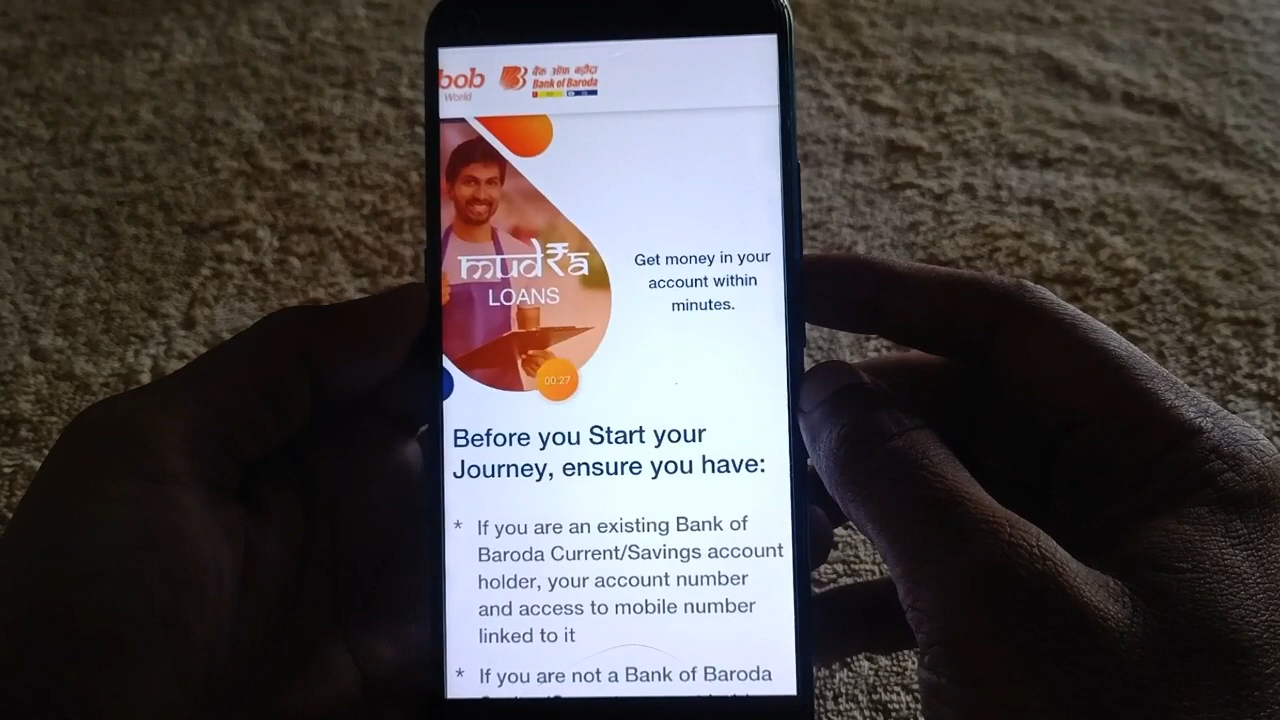 bob
World
बैंक ऑफ़ बड़ौदा
Bank of Baroda
mud₹a
LOANS
Get money in your
account within
minutes.
00:27
Before you Start your
Journey, ensure you have:
* If you are an existing Bank of
Baroda Current/Savings account
holder, your account number
and access to mobile number
linked to it
* If you are not a Bank of Baroda